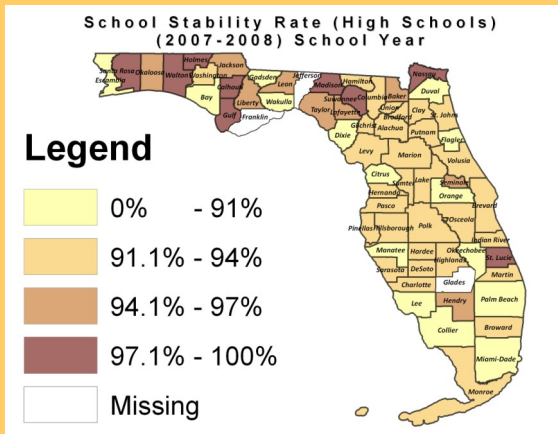 School Stability Rate (High Schools)
(2007-2008) School Year
Holmes
Jackson
Santa Rosa
Okaloosa
Walton
Washington
Escambia
Gadsden
Jefferson
Madison
Hamilton
Nassau
Calhoun
Leon
Baker
Duval
Bay
Liberty
Wakulla
Suwannee
Columbia
Taylor
Lafayette
Union
Bradford
Clay
St. Johns
Gulf
Franklin
Dixie
Gilchrist
Alachua
Putnam
Flagler
Levy
Marion
Volusia
Citrus
Sumter
Lake
Seminole
Hernando
Orange
Pasco
Brevard
Pinellas
Hillsborough
Polk
Osceola
Indian River
Manatee
Hardee
Okeechobee
Highlands
St. Lucie
Sarasota
DeSoto
Martin
Charlotte
Glades
Lee
Hendry
Palm Beach
Collier
Broward
Miami-Dade
Monroe
Legend
0% - 91%
91.1% - 94%
94.1% - 97%
97.1% - 100%
Missing